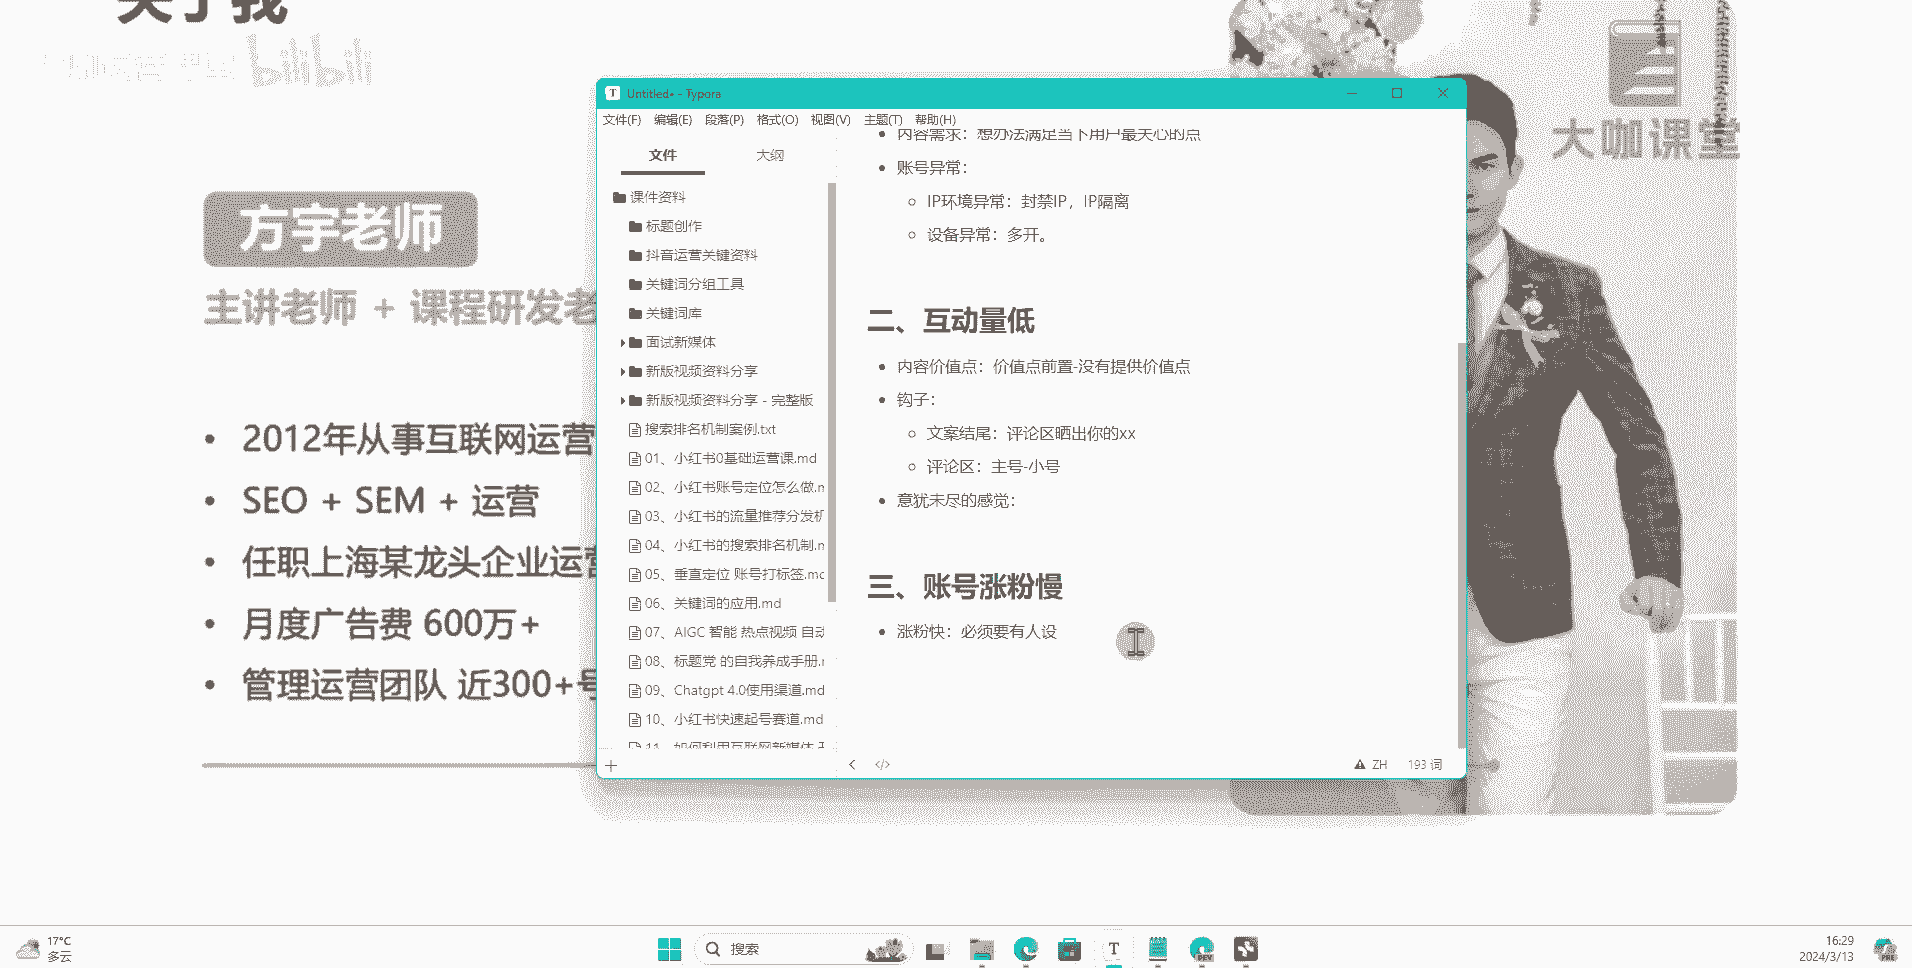 关于我
bilibili
大咖课堂
方宇老师
主讲老师 + 课程研发老
2012年从事互联网运营
SEO + SEM + 运营
任职上海某龙头企业运营
月度广告费 600万+
管理运营团队 近300+号
Untitled• - Typora
文件(F) 编辑(E) 段落(P) 格式(O) 视图(V) 主题(T) 帮助(H)
文件 大纲
课件资料
标题创作
抖音运营关键资料
关键词分组工具
关键词库
面试新媒体
新版视频资料分享
新版视频资料分享 - 完整版
搜索排名机制案例.txt
01、小红书0基础运营课.md
02、小红书账号定位怎么做.m
03、小红书的流量推荐分发机
04、小红书的搜索排名机制.m
05、垂直定位 账号打标签.mc
06、关键词的应用.md
07、AIGC 智能 热点视频 自动
08、标题党 的自我养成手册.r
09、Chatgpt 4.0使用渠道.md
10、小红书快速起号赛道.md
11、如何利用互联网新媒体
内容需求：想办法满足当下用户最关心的点
账号异常：
IP环境异常：封禁IP，IP隔离
设备异常：多开。
二、互动量低
内容价值点：价值点前置-没有提供价值点
钩子：
文案结尾：评论区晒出你的xx
评论区：主号-小号
意犹未尽的感觉：
三、账号涨粉慢
涨粉快：必须要有人设
ZH 193 词
17°C
多云
搜索
16:29
2024/3/13